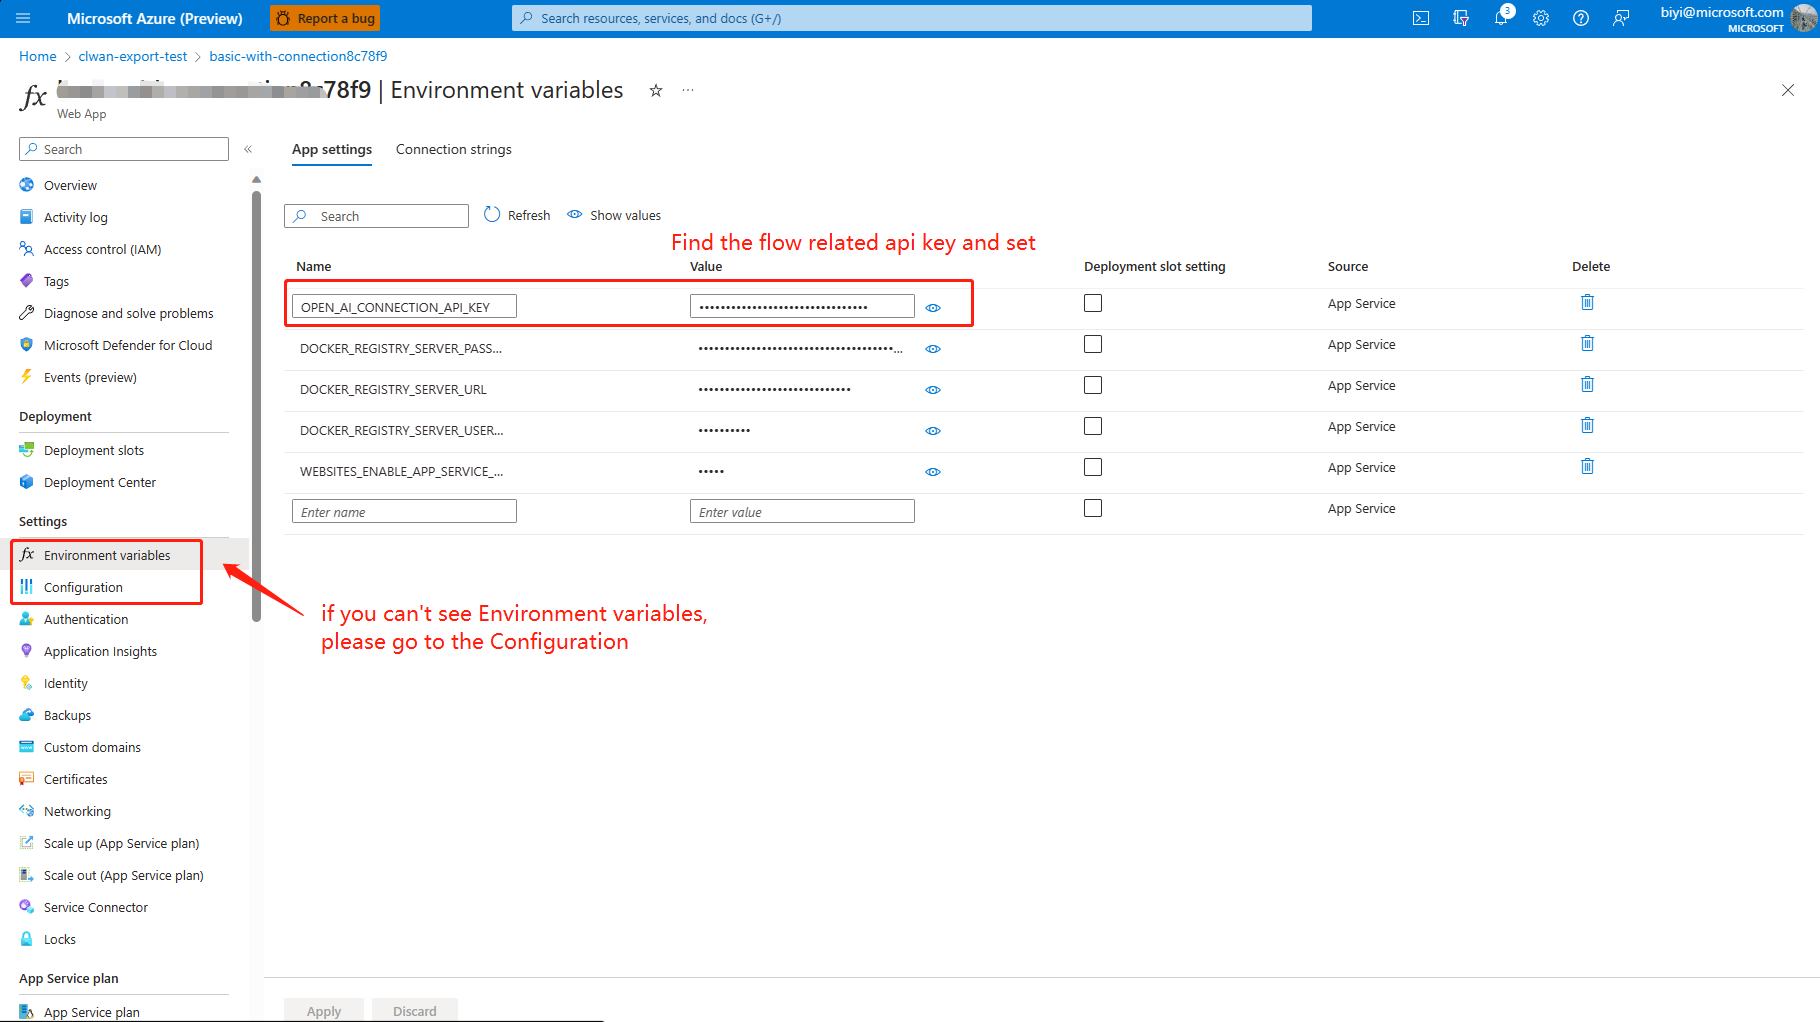 Microsoft Azure (Preview)
Report a bug
Search resources, services, and docs (G+/)
3
biyi@microsoft.com
MICROSOFT
Home > clwan-export-test > basic-with-connection8c78f9
78f9 | Environment variables
Web App
Search
App settings
Connection strings
Overview
Activity log
Access control (IAM)
Tags
Diagnose and solve problems
Microsoft Defender for Cloud
Events (preview)
Deployment
Deployment slots
Deployment Center
Settings
Environment variables
Configuration
Authentication
Application Insights
Identity
Backups
Custom domains
Certificates
Networking
Scale up (App Service plan)
Scale out (App Service plan)
Service Connector
Locks
App Service plan
App Service plan
Search
Refresh
Show values
Find the flow related api key and set
Name Value Deployment slot setting Source Delete
OPEN_AI_CONNECTION_API_KEY •••••••••••••••••••••••••••••••• App Service
DOCKER_REGISTRY_SERVER_PASS... ••••••••••••••••••••••••••••••••••••... App Service
DOCKER_REGISTRY_SERVER_URL ••••••••••••••••••••••••••••• App Service
DOCKER_REGISTRY_SERVER_USER... •••••••••• App Service
WEBSITES_ENABLE_APP_SERVICE_... ••••• App Service
Enter name Enter value App Service
if you can't see Environment variables,
please go to the Configuration
Apply
Discard